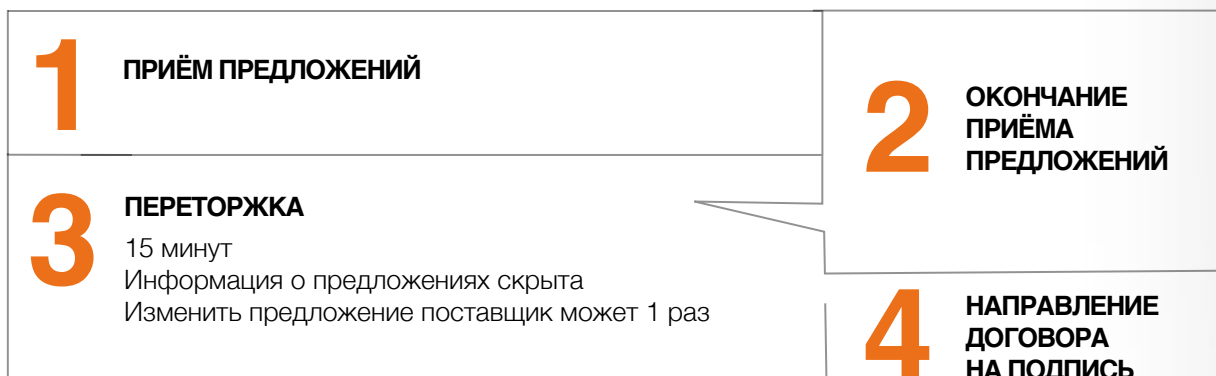 1
ПРИЁМ ПРЕДЛОЖЕНИЙ
2
ОКОНЧАНИЕ
ПРИЁМА
ПРЕДЛОЖЕНИЙ
3
ПЕРЕТОРЖКА
15 минут
Информация о предложениях скрыта
Изменить предложение поставщик может 1 раз
4
НАПРАВЛЕНИЕ
ДОГОВОРА
НА ПОДПИСЬ